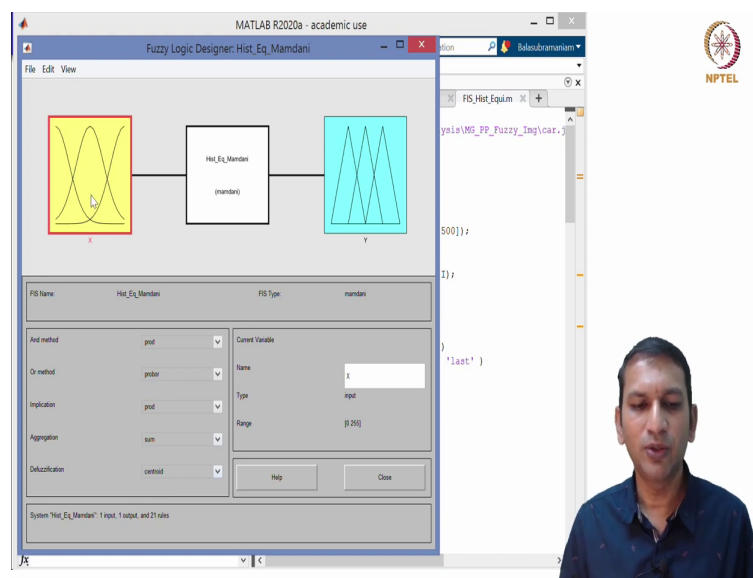 MATLAB R2020a - academic use
Fuzzy Logic Designer: Hist_Eq_Mamdani
Balasubramaniam
NPTEL
File Edit View
FIS_Hist_Equi.m
ysis\MG_PP_Fuzzy_Img\car.j
Hist_Eq_Mamdani
(mamdani)
500]);
X
Y
I);
FIS Name: Hist_Eq_Mamdani FIS Type: mamdani
And method prod
Current Variable
)
'last' )
Or method probor
Name X
Implication prod
Type input
Range [0 255]
Aggregation sum
Defuzzification centroid
Help Close
System "Hist_Eq_Mamdani": 1 input, 1 output, and 21 rules
fx